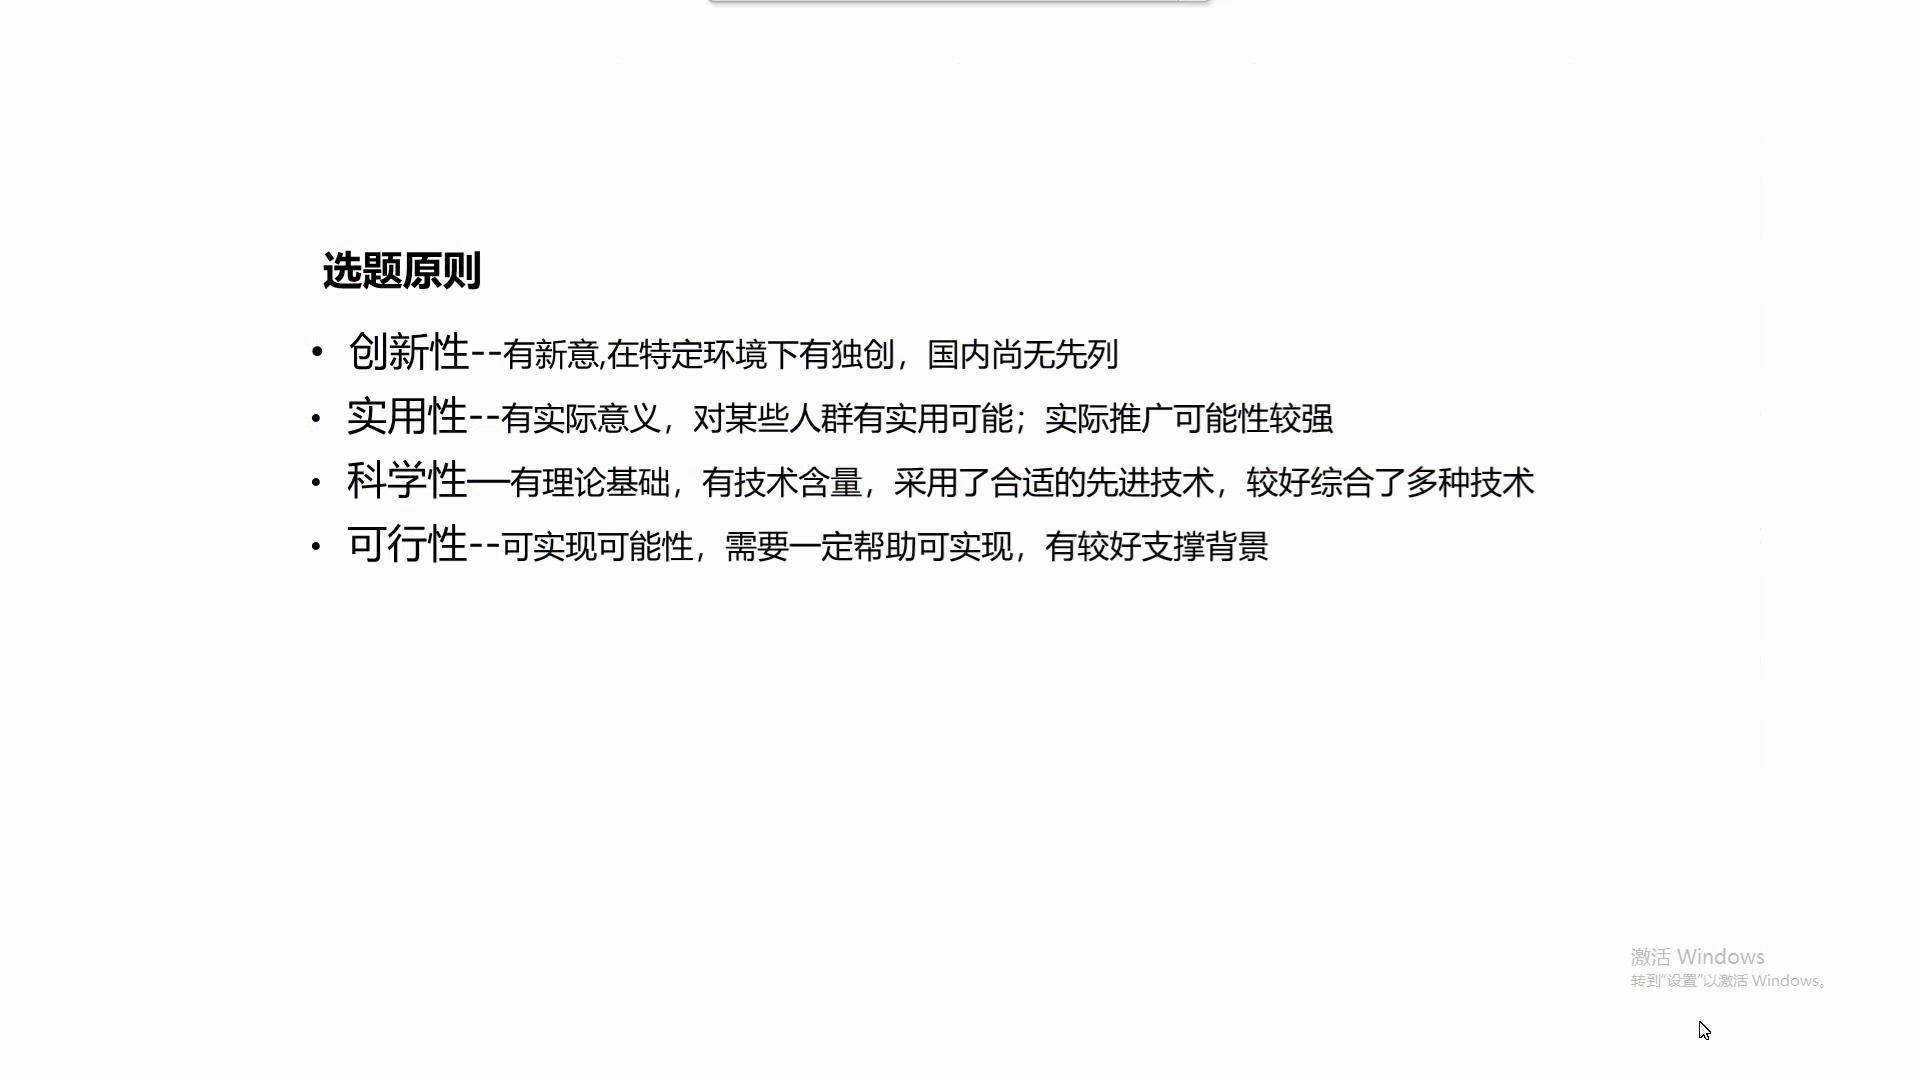 选题原则
• 创新性--有新意,在特定环境下有独创，国内尚无先列
• 实用性--有实际意义，对某些人群有实用可能；实际推广可能性较强
• 科学性—有理论基础，有技术含量，采用了合适的先进技术，较好综合了多种技术
• 可行性--可实现可能性，需要一定帮助可实现，有较好支撑背景
激活 Windows
转到“设置”以激活 Windows。